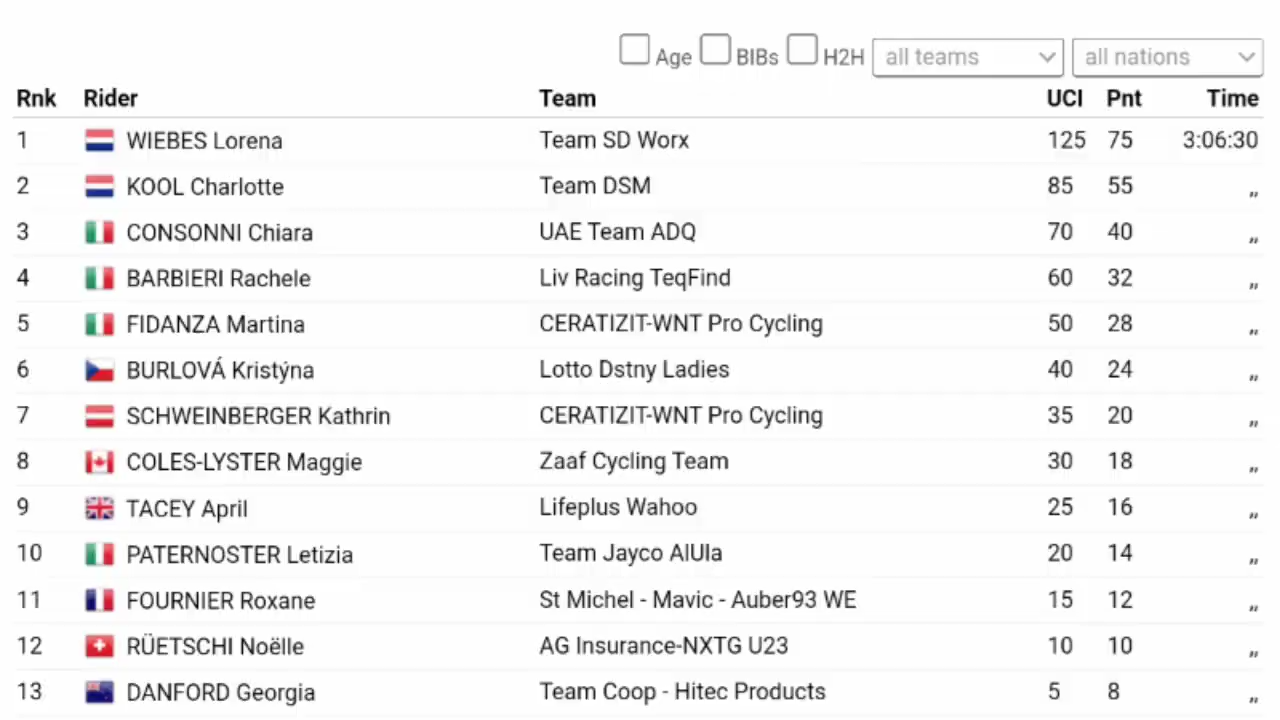 Age BIBs H2H all teams all nations
Rnk Rider Team UCI Pnt Time
1 WIEBES Lorena Team SD Worx 125 75 3:06:30
2 KOOL Charlotte Team DSM 85 55 „
3 CONSONNI Chiara UAE Team ADQ 70 40 „
4 BARBIERI Rachele Liv Racing TeqFind 60 32 „
5 FIDANZA Martina CERATIZIT-WNT Pro Cycling 50 28 „
6 BURLOVÁ Kristýna Lotto Dstny Ladies 40 24 „
7 SCHWEINBERGER Kathrin CERATIZIT-WNT Pro Cycling 35 20 „
8 COLES-LYSTER Maggie Zaaf Cycling Team 30 18 „
9 TACEY April Lifeplus Wahoo 25 16 „
10 PATERNOSTER Letizia Team Jayco AlUla 20 14 „
11 FOURNIER Roxane St Michel - Mavic - Auber93 WE 15 12 „
12 RÜETSCHI Noëlle AG Insurance-NXTG U23 10 10 „
13 DANFORD Georgia Team Coop - Hitec Products 5 8 „